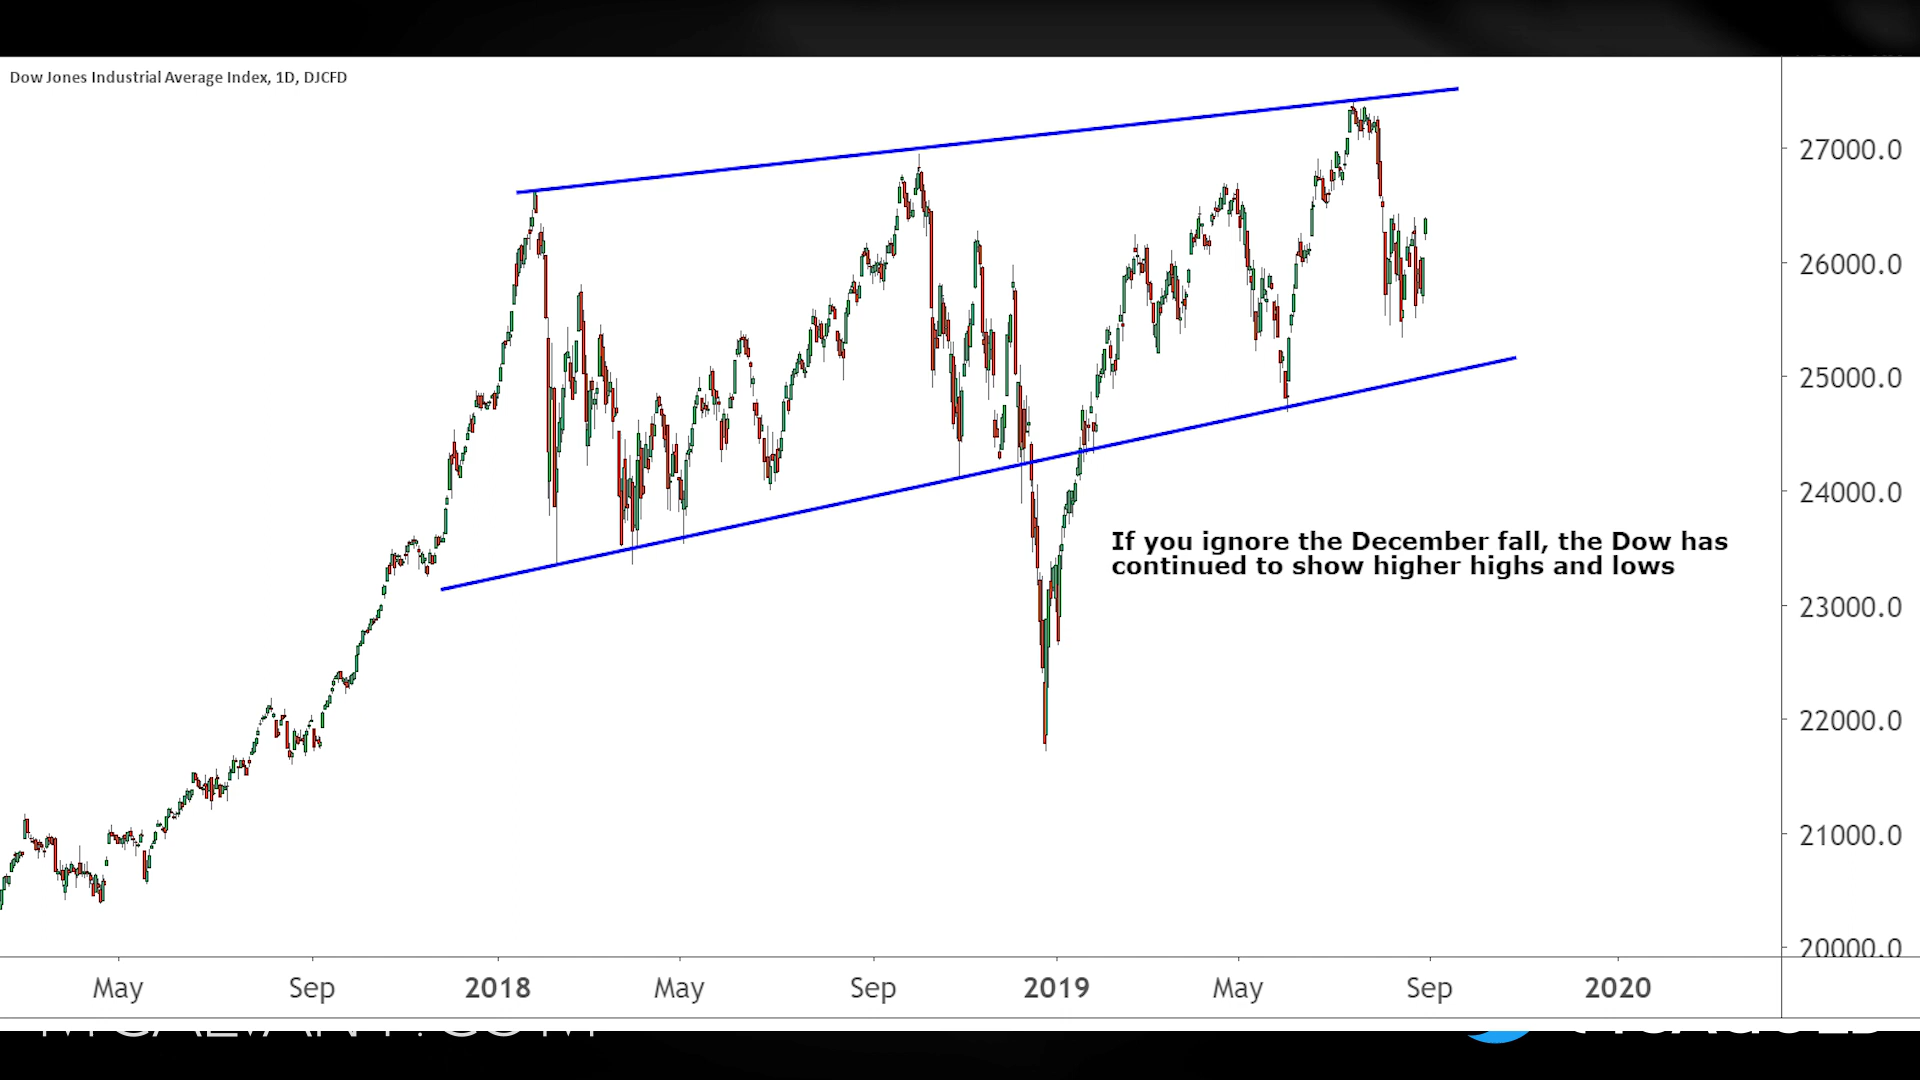 Dow Jones Industrial Average Index, 1D, DJCFD
27000.0
26000.0
25000.0
24000.0
If you ignore the December fall, the Dow has
continued to show higher highs and lows
23000.0
22000.0
21000.0
20000.0
May Sep 2018 May Sep 2019 May Sep 2020